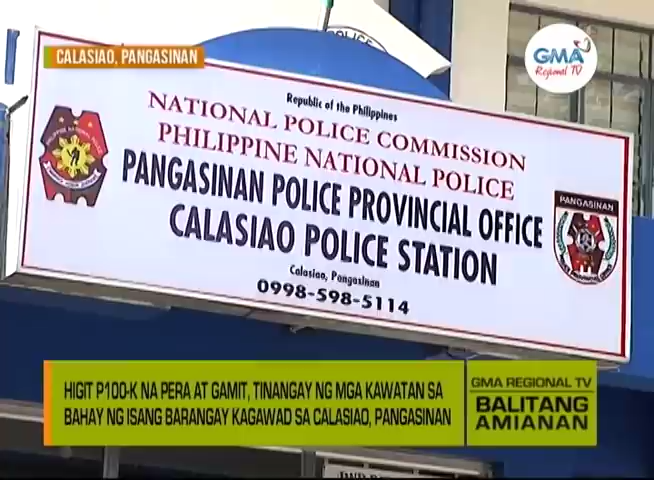 CALASIAO, PANGASINAN
GMA
Regional TV
POLICE
Republic of the Philippines
NATIONAL POLICE COMMISSION
PHILIPPINE NATIONAL POLICE
PANGASINAN POLICE PROVINCIAL OFFICE
CALASIAO POLICE STATION
Calasiao, Pangasinan
0998-598-5114
PANGASINAN
HIGIT P100-K NA PERA AT GAMIT, TINANGAY NG MGA KAWATAN SA
BAHAY NG ISANG BARANGAY KAGAWAD SA CALASIAO, PANGASINAN
GMA REGIONAL TV
BALITANG
AMIANAN